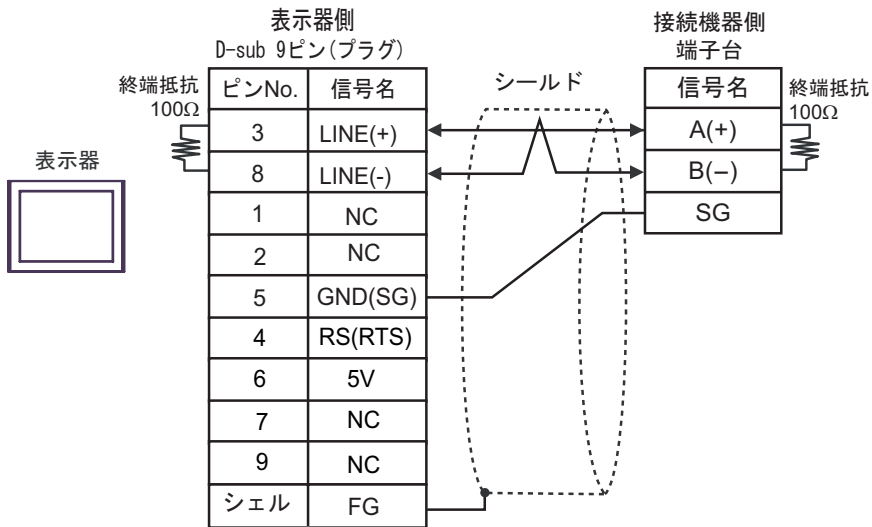 表示器側
D-sub 9ピン(プラグ)
接続機器側
端子台
終端抵抗
100Ω
ピンNo. 信号名
シールド
信号名
終端抵抗
100Ω
3 LINE(+)
A(+)
8 LINE(-)
B(−)
表示器
1 NC
SG
2 NC
5 GND(SG)
4 RS(RTS)
6 5V
7 NC
9 NC
シェル FG